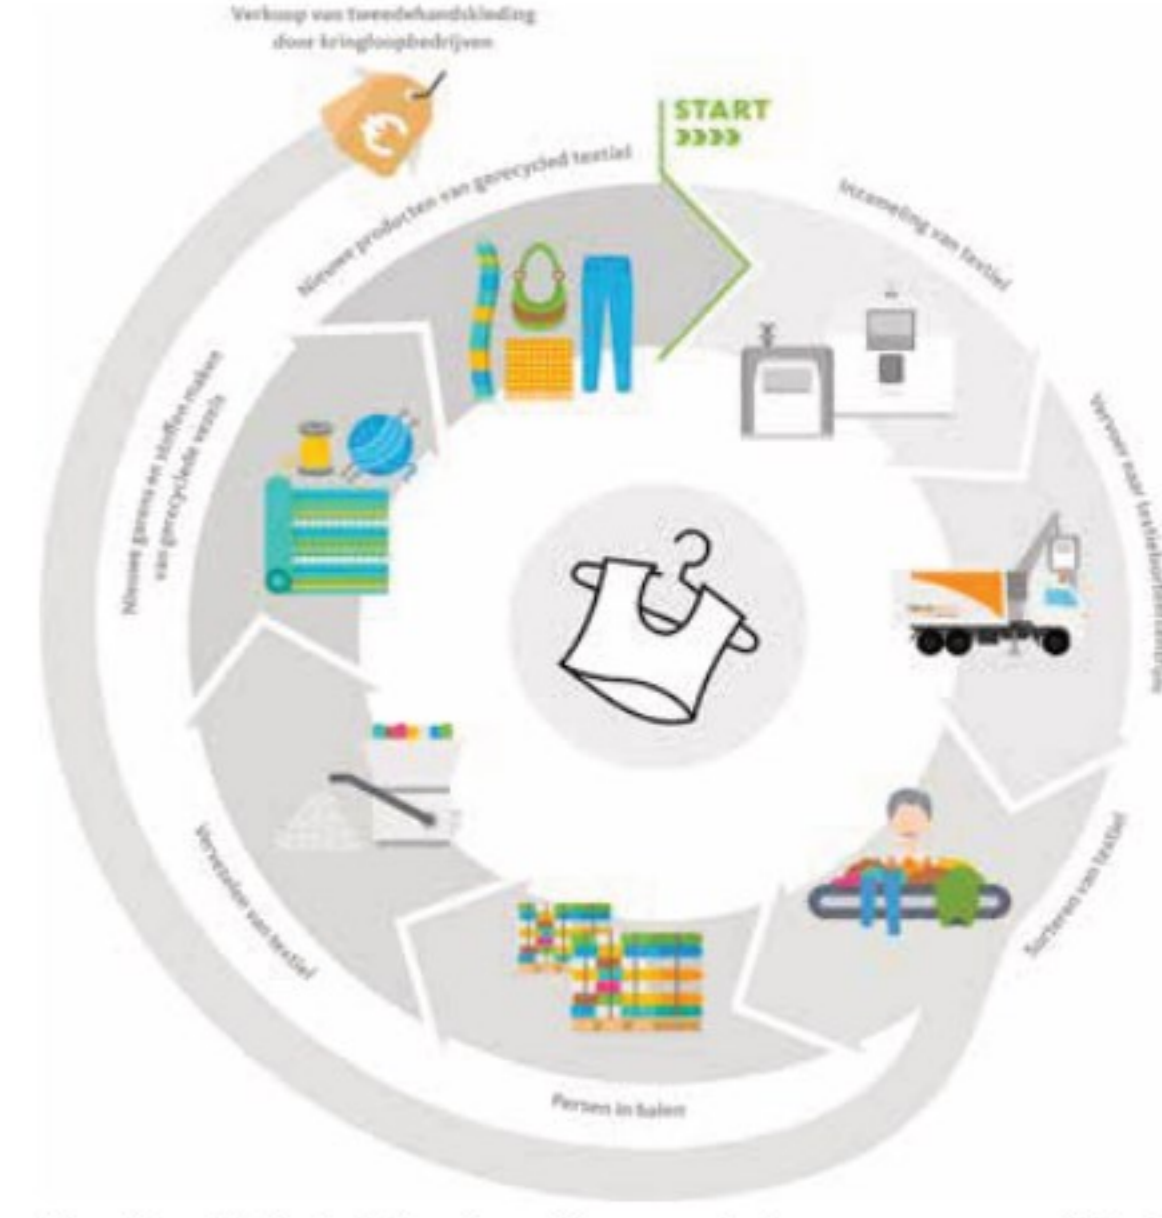 Verkoop van tweedehandskleding
door kringloopbedrijven
START
Inzameling van textiel
Vervoer naar
Sorteren van textiel
Persen in balen
Vervezelen van textiel
Nieuwe garens en stoffen maken
van gerecyclede vezels
Nieuwe producten van gerecycled textiel